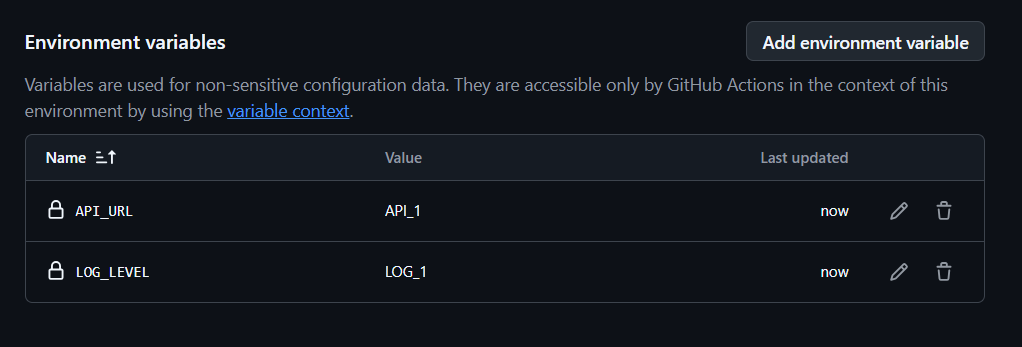 Environment variables
Add environment variable
Variables are used for non-sensitive configuration data. They are accessible only by GitHub Actions in the context of this
environment by using the variable context.
Name Value Last updated
API_URL API_1 now
LOG_LEVEL LOG_1 now